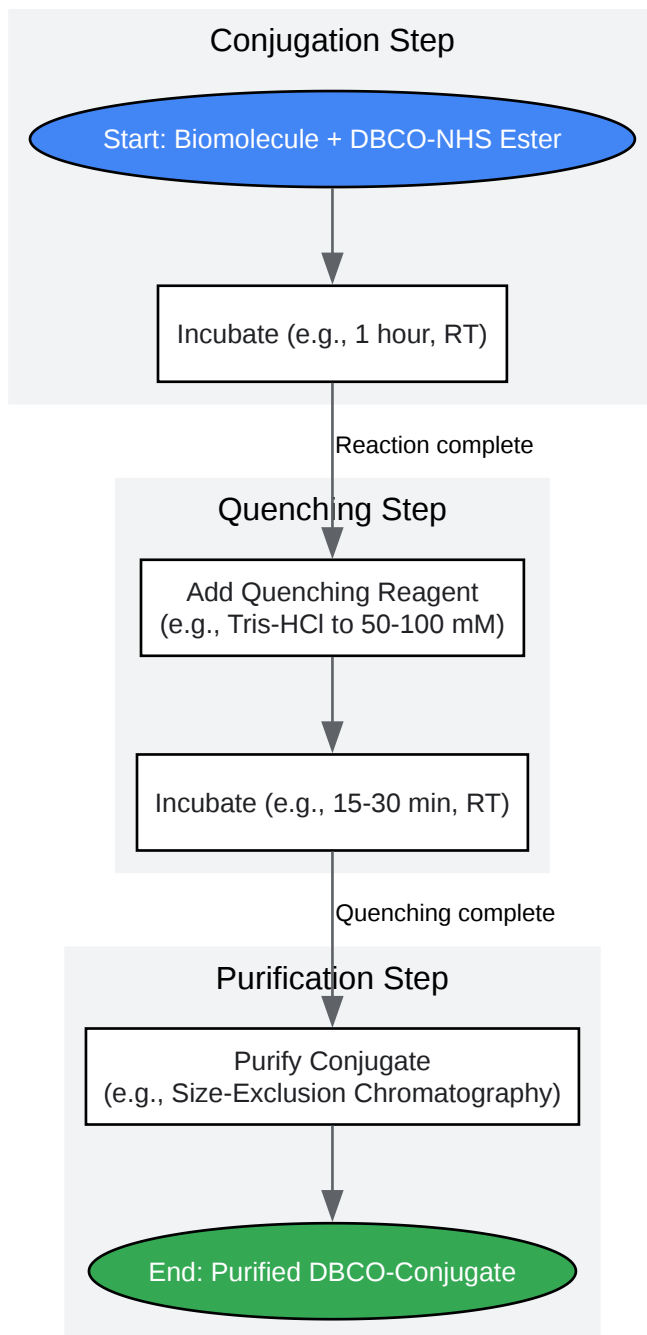 Conjugation Step
Start: Biomolecule + DBCO-NHS Ester
Incubate (e.g., 1 hour, RT)
Reaction complete
Quenching Step
Add Quenching Reagent
(e.g., Tris-HCl to 50-100 mM)
Incubate (e.g., 15-30 min, RT)
Quenching complete
Purification Step
Purify Conjugate
(e.g., Size-Exclusion Chromatography)
End: Purified DBCO-Conjugate